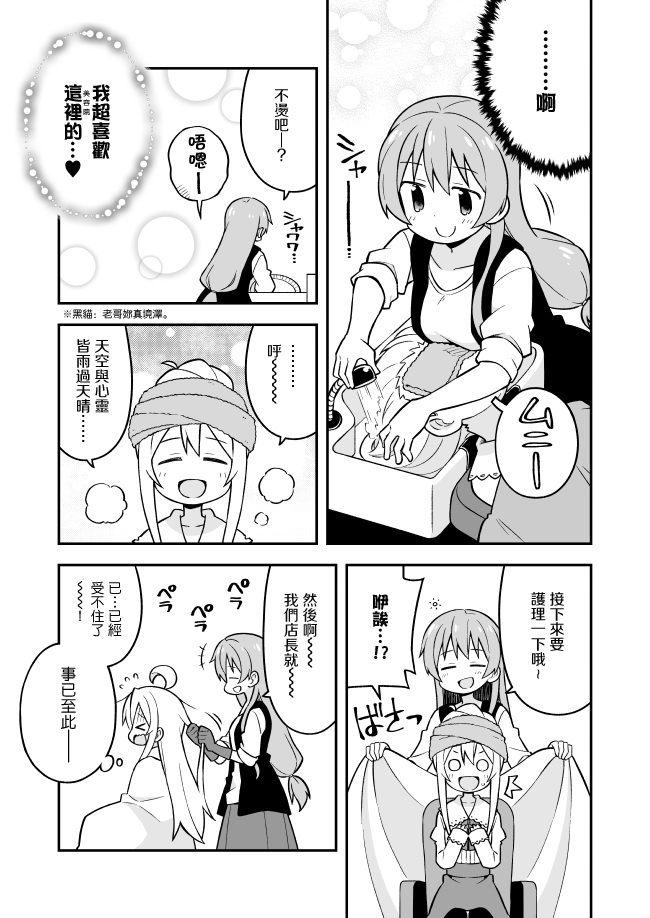 ………啊
シャ
ー
ー
…
ムニー
不燙吧—？
唔嗯ー
シャワワ…
我超喜歡
美容院
這裡的…♥
※黑貓：老哥妳真嬈澤。
………
呼～～～
天空與心靈
皆雨過天晴……
接下來要
護理一下哦～
咿誒…!?
ばさっ
然後啊～～～
我們店長就～～～
ペラ
ペラ
ペラ
已…已經
受不住了
～～～！
事已至此——